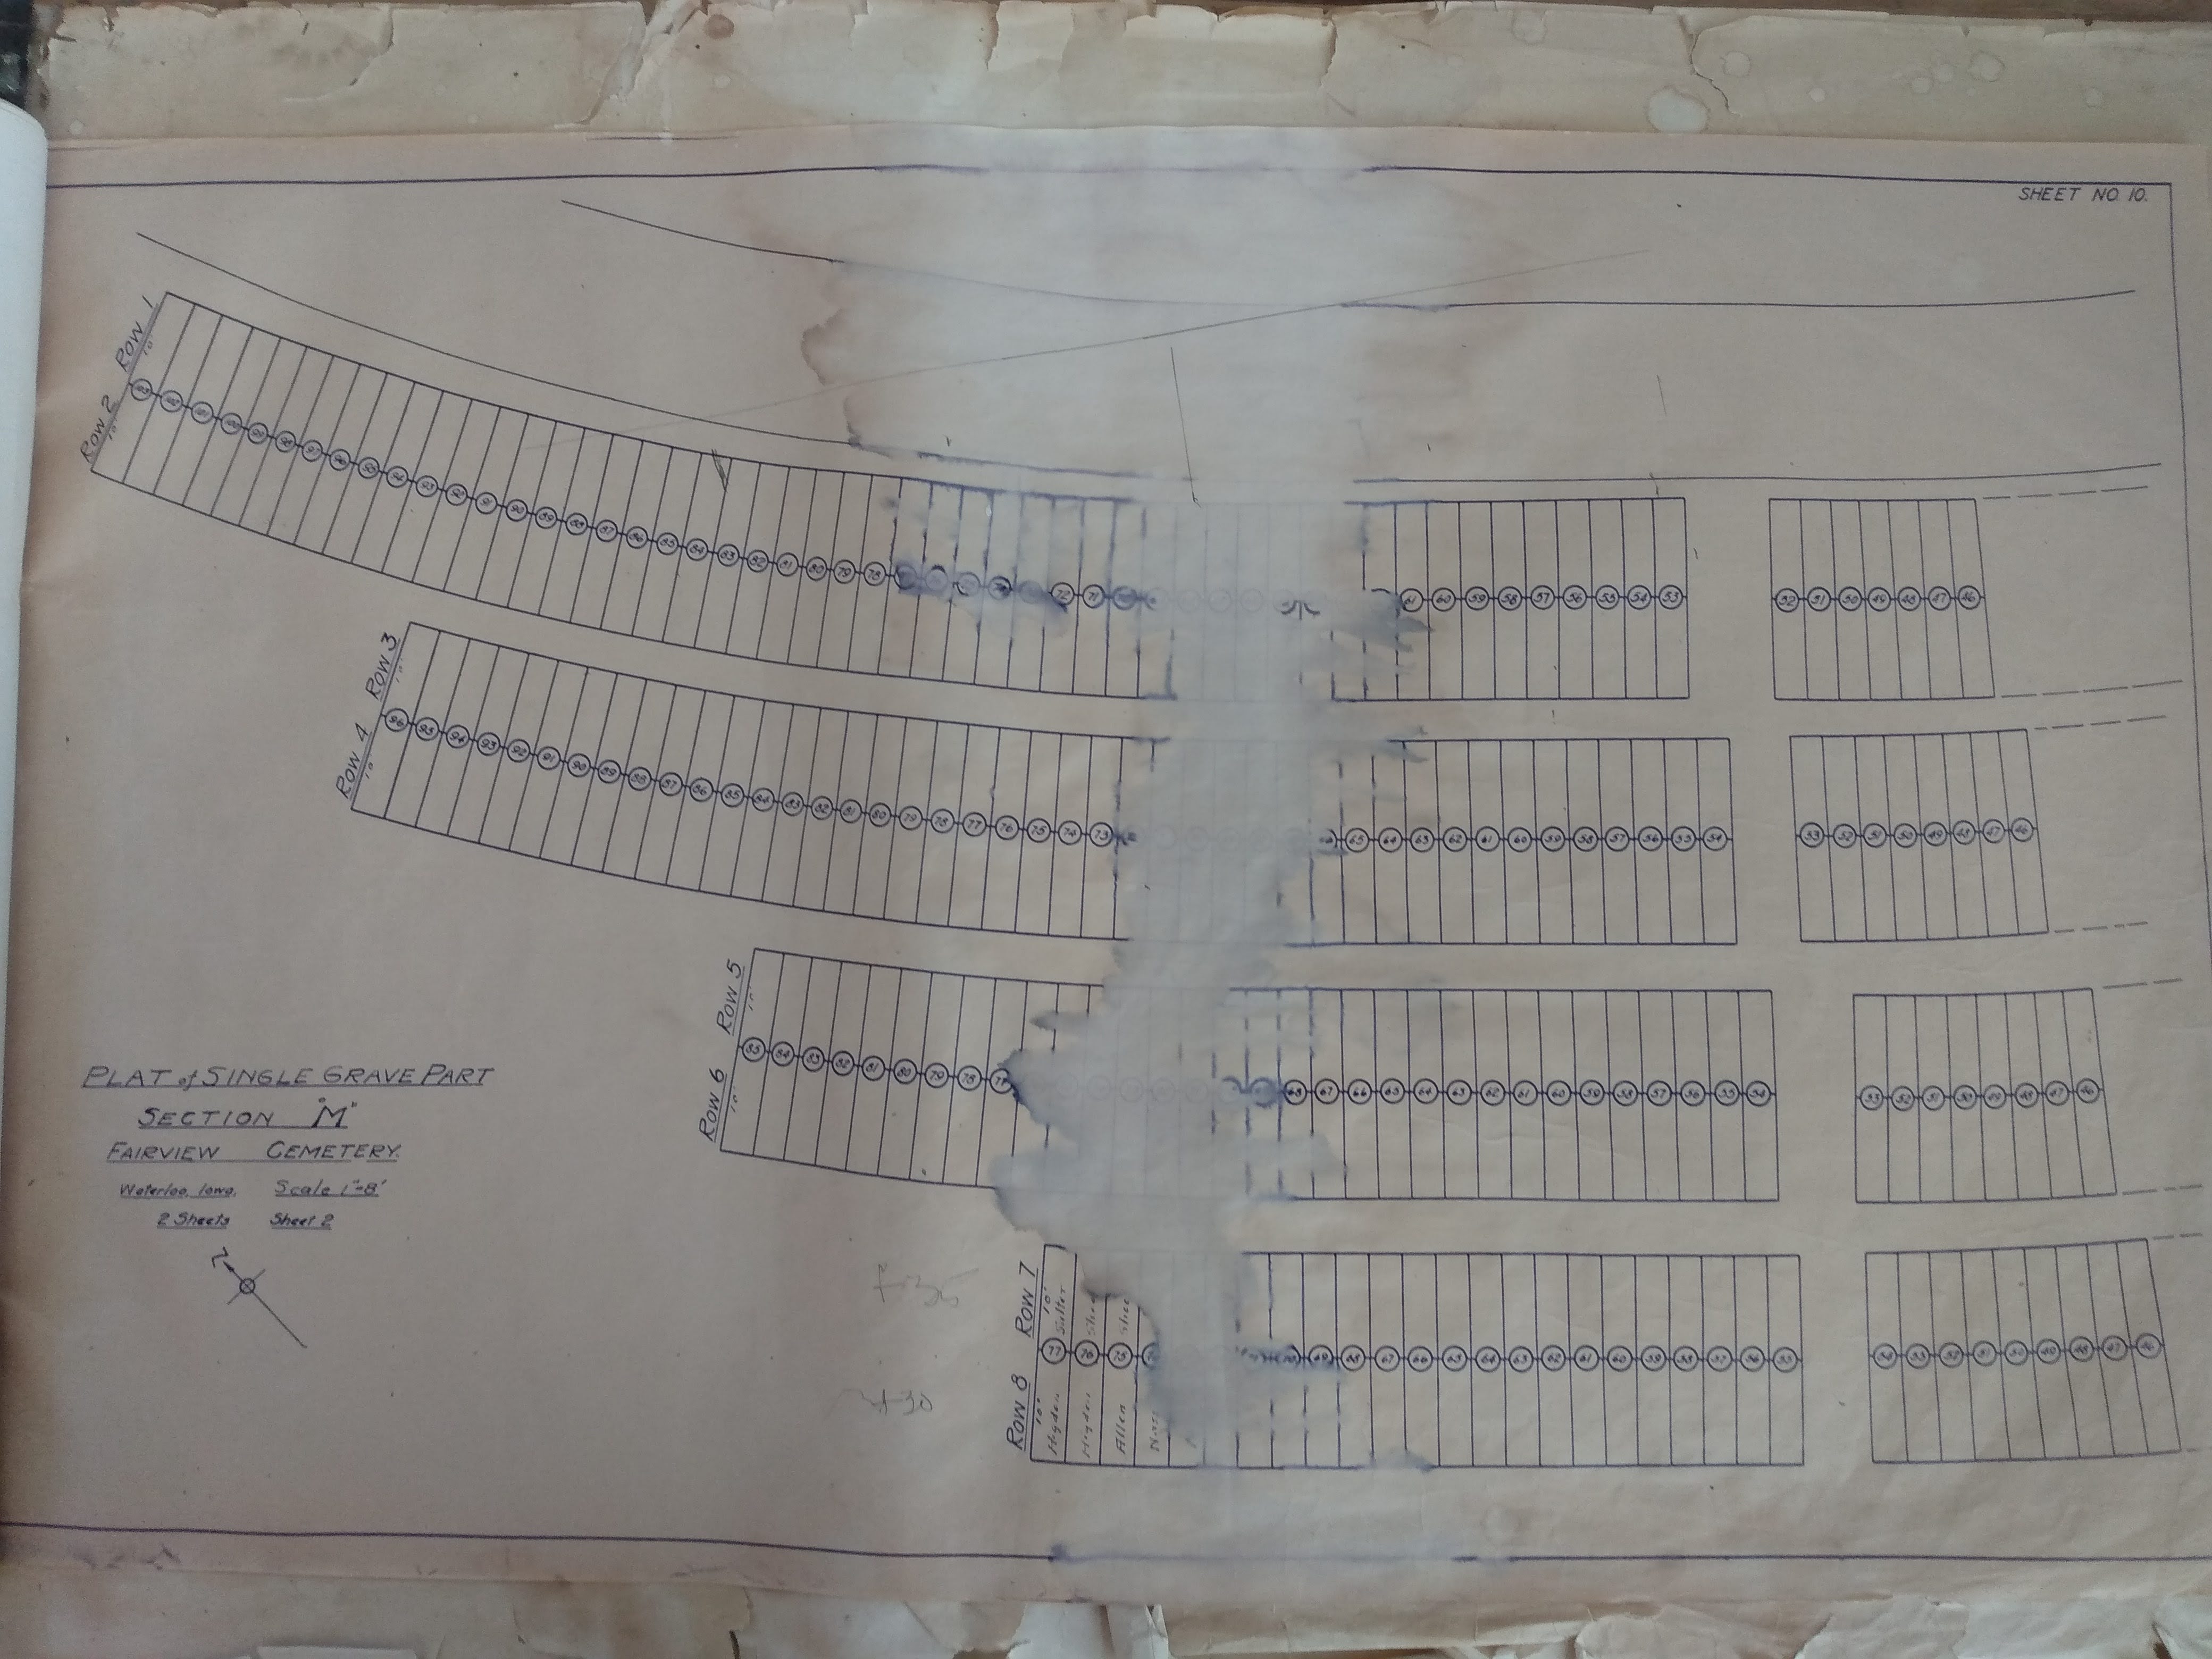 SHEET NO. 10.
Row 1
10'
103 102 101 100 99 98 97 96 95 94 93 92 91 90 89 88 87 86 85 84 83 82 81 80 79 78 72 71 61 60 59 58 57 56 55 54 53 52 51 50 49 48 47 46
Row 2
10'
Row 3
10'
96 95 94 93 92 91 90 89 88 87 86 85 84 83 82 81 80 79 78 77 76 75 74 73 65 64 63 62 61 60 59 58 57 56 55 54 53 52 51 50 49 48 47 46
Row 4
10'
Row 5
10'
85 84 83 82 81 80 79 78 77 68 67 66 65 64 63 62 61 60 59 58 57 56 55 54 53 52 51 50 49 48 47 46
Row 6
10'
PLAT of SINGLE GRAVE PART
SECTION "M"
FAIRVIEW CEMETERY.
Waterloo, Iowa. Scale 1"=8'
2 Sheets Sheet 2
Row 7
10'
77 76 75 69 68 67 66 65 64 63 62 61 60 59 58 57 56 55 54 53 52 51 50 49 48 47 46
Row 8
10'
Allen